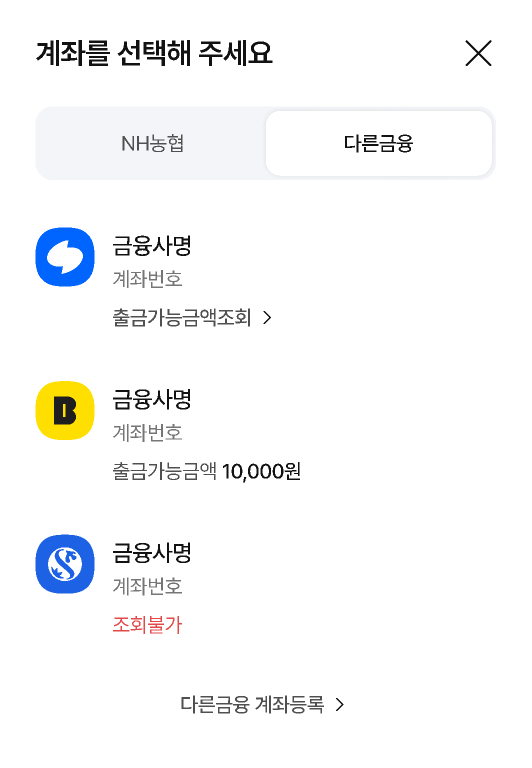 계좌를 선택해 주세요
NH농협
다른금융
금융사명
계좌번호
출금가능금액조회
B
금융사명
계좌번호
출금가능금액 10,000원
금융사명
계좌번호
조회불가
다른금융 계좌등록